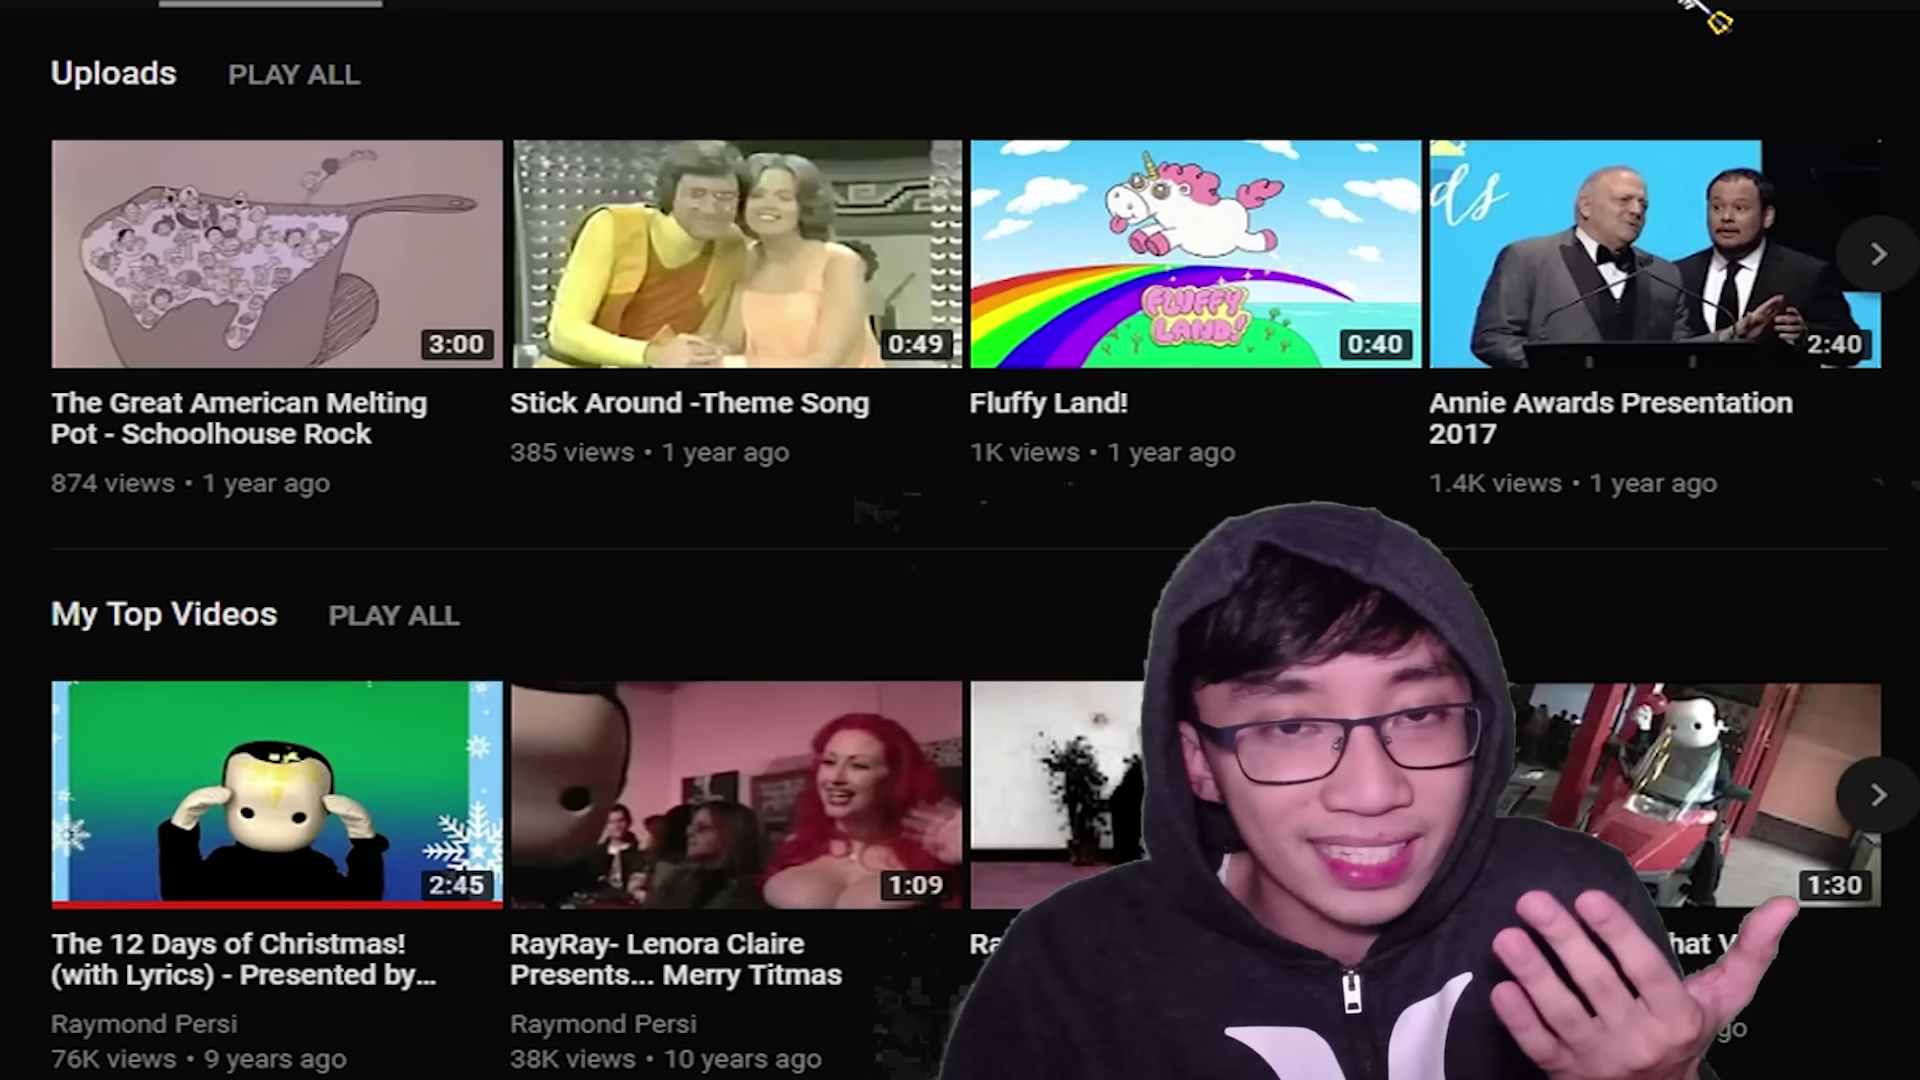 Uploads PLAY ALL
ds
FLUFFY
LAND!
3:00
0:49
0:40
2:40
The Great American Melting
Pot - Schoolhouse Rock
874 views • 1 year ago
Stick Around -Theme Song
385 views • 1 year ago
Fluffy Land!
1K views • 1 year ago
Annie Awards Presentation
2017
1.4K views • 1 year ago
My Top Videos PLAY ALL
2:45
1:09
1:30
The 12 Days of Christmas!
(with Lyrics) - Presented by...
Raymond Persi
76K views • 9 years ago
RayRay- Lenora Claire
Presents... Merry Titmas
Raymond Persi
38K views • 10 years ago
Ra
hat V
go